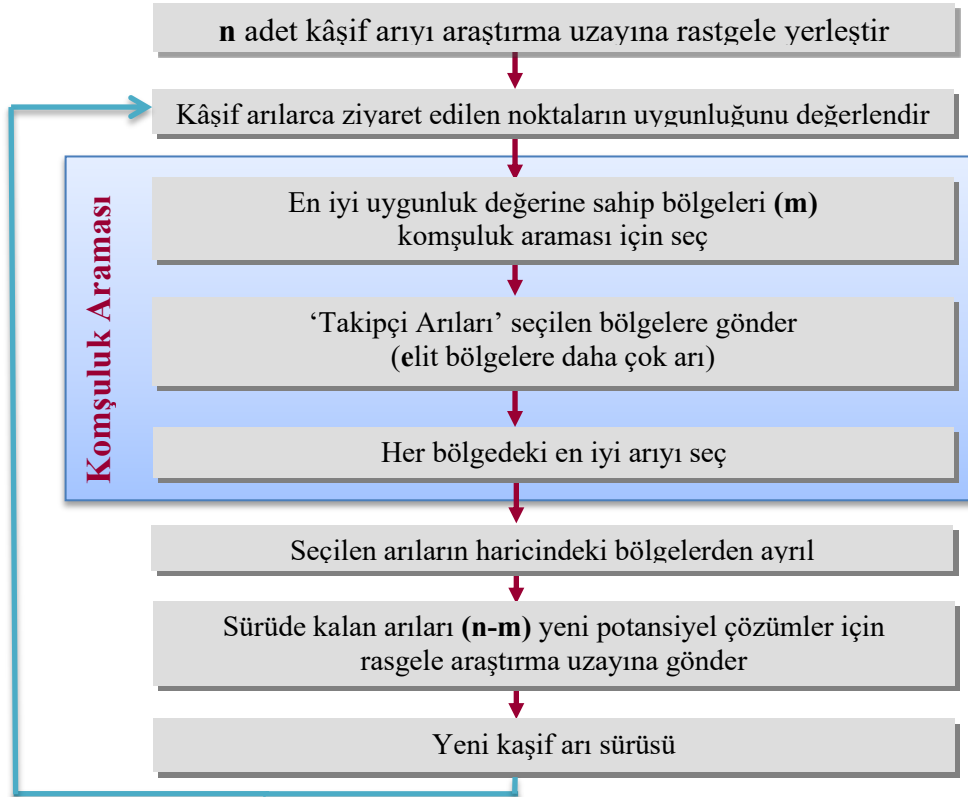 n adet kâşif arıyı araştırma uzayına rastgele yerleştir
Kâşif arılarca ziyaret edilen noktaların uygunluğunu değerlendir
Komşuluk Araması
En iyi uygunluk değerine sahip bölgeleri (m)
komşuluk araması için seç
‘Takipçi Arıları’ seçilen bölgelere gönder
(elit bölgelere daha çok arı)
Her bölgedeki en iyi arıyı seç
Seçilen arıların haricindeki bölgelerden ayrıl
Sürüde kalan arıları (n-m) yeni potansiyel çözümler için
rasgele araştırma uzayına gönder
Yeni kaşif arı sürüsü